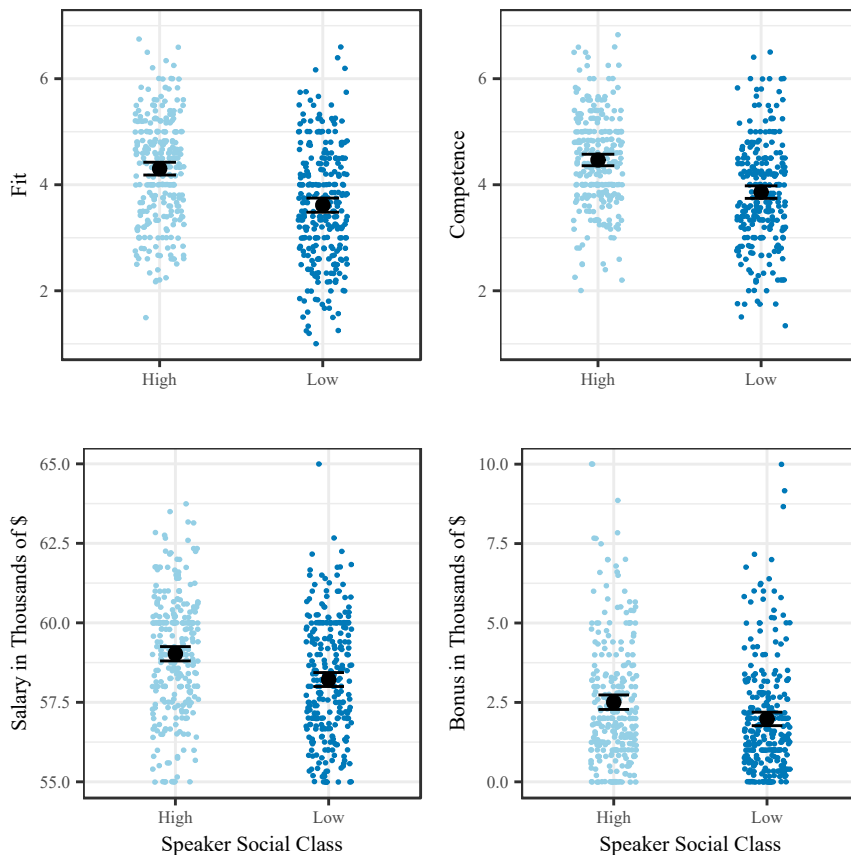 Fit
6
4
2
High
Low
Competence
6
4
2
High
Low
Salary in Thousands of $
65.0
62.5
60.0
57.5
55.0
High
Low
Speaker Social Class
Bonus in Thousands of $
10.0
7.5
5.0
2.5
0.0
High
Low
Speaker Social Class